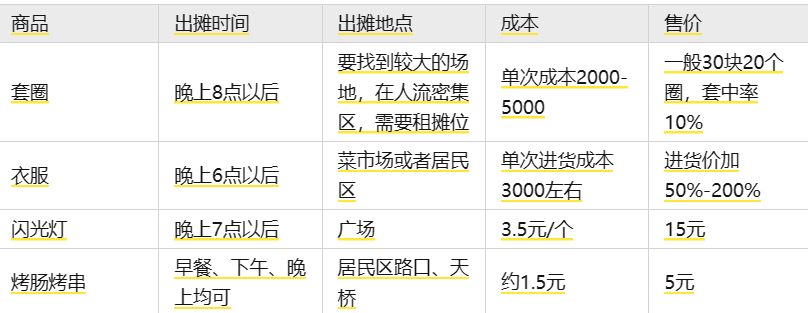 商品
出摊时间
出摊地点
成本
售价
套圈
晚上8点以后
要找到较大的场
地，在人流密集
区，需要租摊位
单次成本2000-
5000
一般30块20个
圈，套中率
10%
衣服
晚上6点以后
菜市场或者居民
区
单次进货成本
3000左右
进货价加
50%-200%
闪光灯
晚上7点以后
广场
3.5元/个
15元
烤肠烤串
早餐、下午、晚
上均可
居民区路口、天
桥
约1.5元
5元